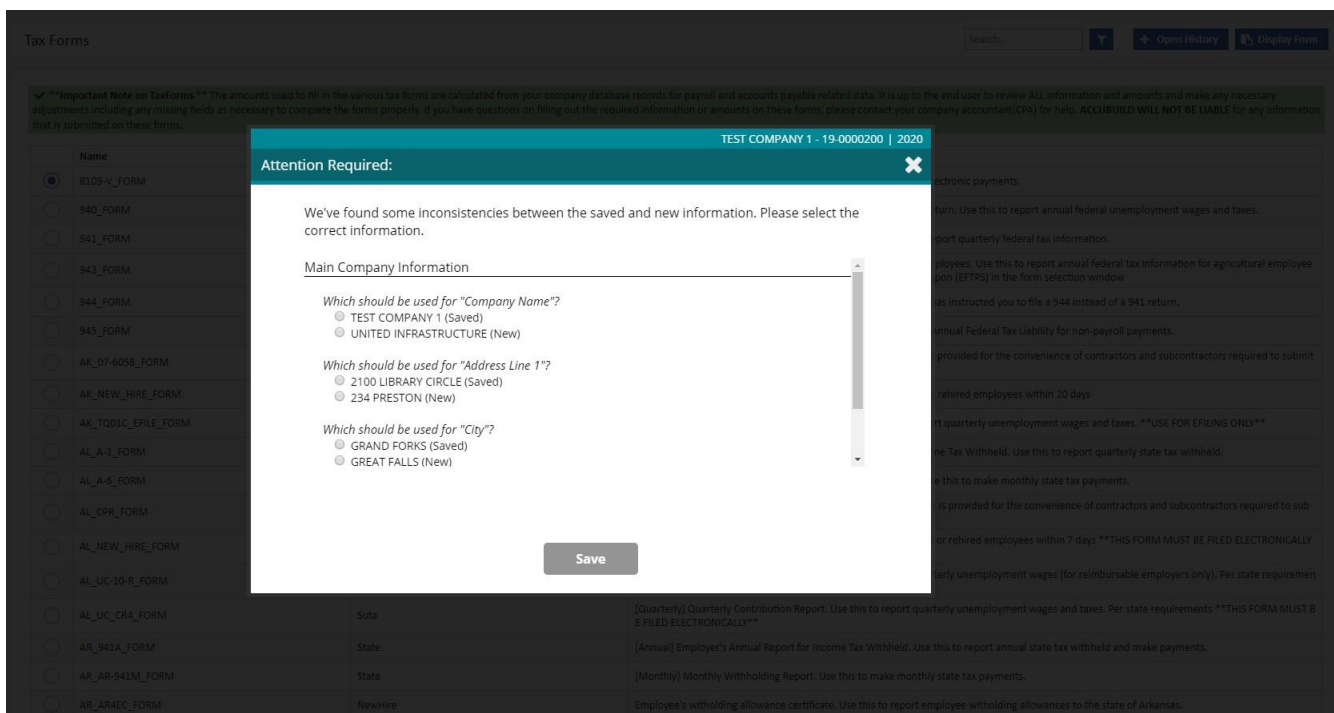 Tax Forms
Search...
+ Open History
Display Form
**Important Note on TaxForms ** The amounts used to fill in the various tax forms are calculated from your company database records for payroll and accounts payable related data. It is up to the end user to review ALL information and amounts and make any necessary
adjustments including any missing fields as necessary to complete the forms properly. If you have questions on filling out the required information or amounts on these forms, please contact your company accountant(CPA) for help. ACCUBUILD WILL NOT BE LIABLE for any information
that is submitted on these forms.
TEST COMPANY 1 - 19-0000200 | 2020
Attention Required:
We've found some inconsistencies between the saved and new information. Please select the
correct information.
Main Company Information
Which should be used for "Company Name"?
TEST COMPANY 1 (Saved)
UNITED INFRASTRUCTURE (New)
Which should be used for "Address Line 1"?
2100 LIBRARY CIRCLE (Saved)
234 PRESTON (New)
Which should be used for "City"?
GRAND FORKS (Saved)
GREAT FALLS (New)
Save
Name
8109-V_FORM ectronic payments.
940_FORM turn. Use this to report annual federal unemployment wages and taxes.
941_FORM port quarterly federal tax information.
943_FORM ployees. Use this to report annual federal tax information for agricultural employee
pon (EFTPS) in the form selection window
944_FORM as instructed you to file a 944 instead of a 941 return.
945_FORM nnual Federal Tax Liability for non-payroll payments.
AK_07-6058_FORM provided for the convenience of contractors and subcontractors required to submit
AK_NEW_HIRE_FORM rehired employees within 20 days
AK_TQ01C_EFILE_FORM rt quarterly unemployment wages and taxes. **USE FOR EFILING ONLY**
AL_A-1_FORM me Tax Withheld. Use this to report quarterly state tax withheld.
AL_A-6_FORM e this to make monthly state tax payments.
AL_CPR_FORM is provided for the convenience of contractors and subcontractors required to sub
AL_NEW_HIRE_FORM or rehired employees within 7 days **THIS FORM MUST BE FILED ELECTRONICALLY
AL_UC-10-R_FORM terly unemployment wages (for reimbursable employers only). Per state requiremen
AL_UC_CR4_FORM Suta [Quarterly] Quarterly Contribution Report. Use this to report quarterly unemployment wages and taxes. Per state requirements **THIS FORM MUST B
E FILED ELECTRONICALLY**
AR_941A_FORM State [Annual] Employer's Annual Report for Income Tax Withheld. Use this to report annual state tax withheld and make payments.
AR_AR-941M_FORM State [Monthly] Monthly Withholding Report. Use this to make monthly state tax payments.
AR_AR4EC_FORM NewHire Employee's witholding allowance certificate. Use this to report employee witholding allowances to the state of Arkansas.